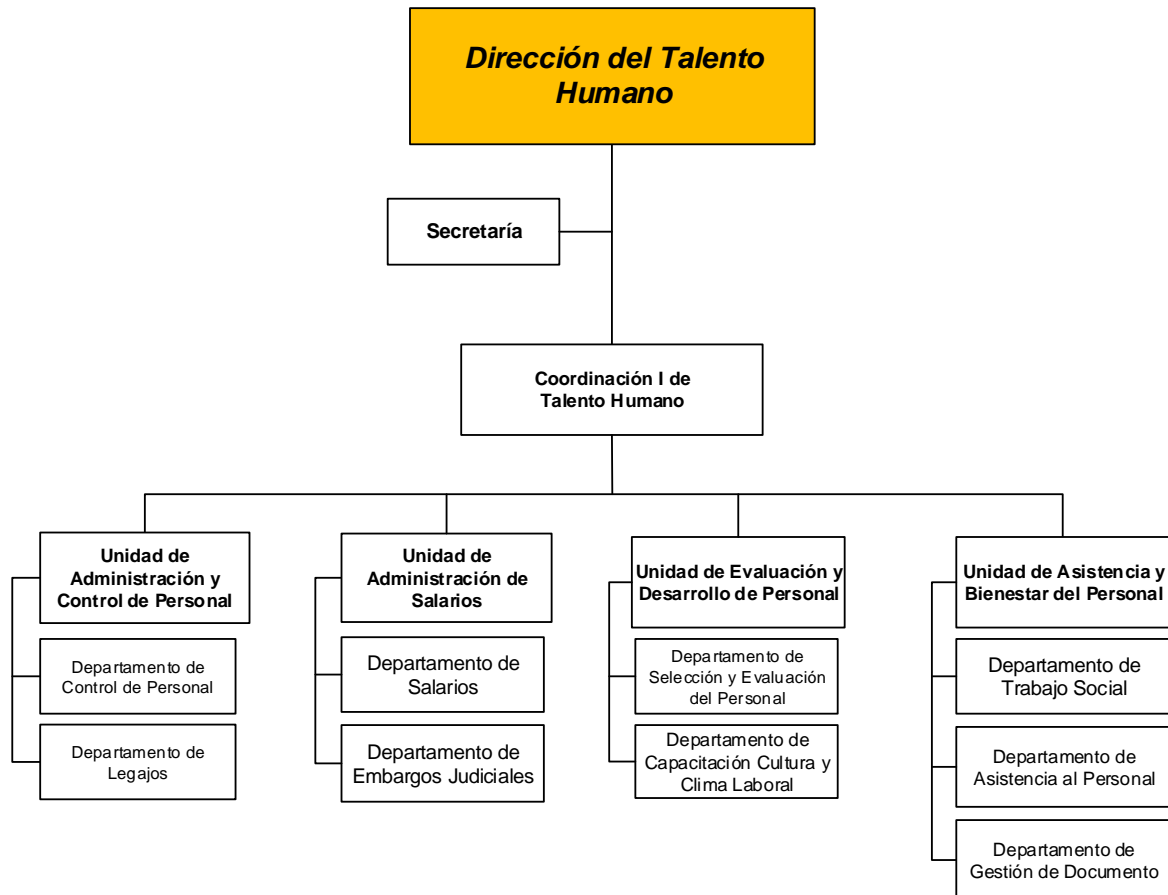 Dirección del Talento
Humano
Secretaría
Coordinación I de
Talento Humano
Unidad de
Administración y
Control de Personal
Departamento de
Control de Personal
Departamento de
Legajos
Unidad de
Administración de
Salarios
Departamento de
Salarios
Departamento de
Embargos Judiciales
Unidad de Evaluación y
Desarrollo de Personal
Departamento de
Selección y Evaluación
del Personal
Departamento de
Capacitación Cultura y
Clima Laboral
Unidad de Asistencia y
Bienestar del Personal
Departamento de
Trabajo Social
Departamento de
Asistencia al Personal
Departamento de
Gestión de Documento